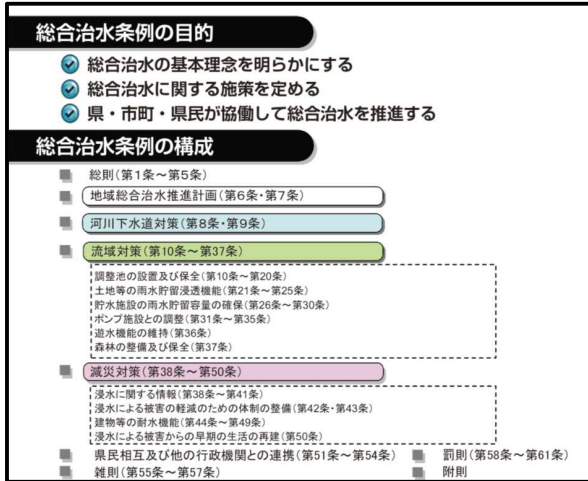 総合治水条例の目的
総合治水の基本理念を明らかにする
総合治水に関する施策を定める
県・市町・県民が協働して総合治水を推進する
総合治水条例の構成
総則(第1条～第5条)
地域総合治水推進計画(第6条・第7条)
河川下水道対策(第8条・第9条)
流域対策(第10条～第37条)
調整池の設置及び保全(第10条～第20条)
土地等の雨水貯留浸透機能(第21条～第25条)
貯水施設の雨水貯留容量の確保(第26条～第30条)
ポンプ施設との調整(第31条～第35条)
遊水機能の維持(第36条)
森林の整備及び保全(第37条)
減災対策(第38条～第50条)
浸水に関する情報(第38条～第41条)
浸水による被害の軽減のための体制の整備(第42条・第43条)
建物等の耐水機能(第44条～第49条)
浸水による被害からの早期の生活の再建(第50条)
県民相互及び他の行政機関との連携(第51条～第54条)
罰則(第58条～第61条)
雑則(第55条～第57条)
附則